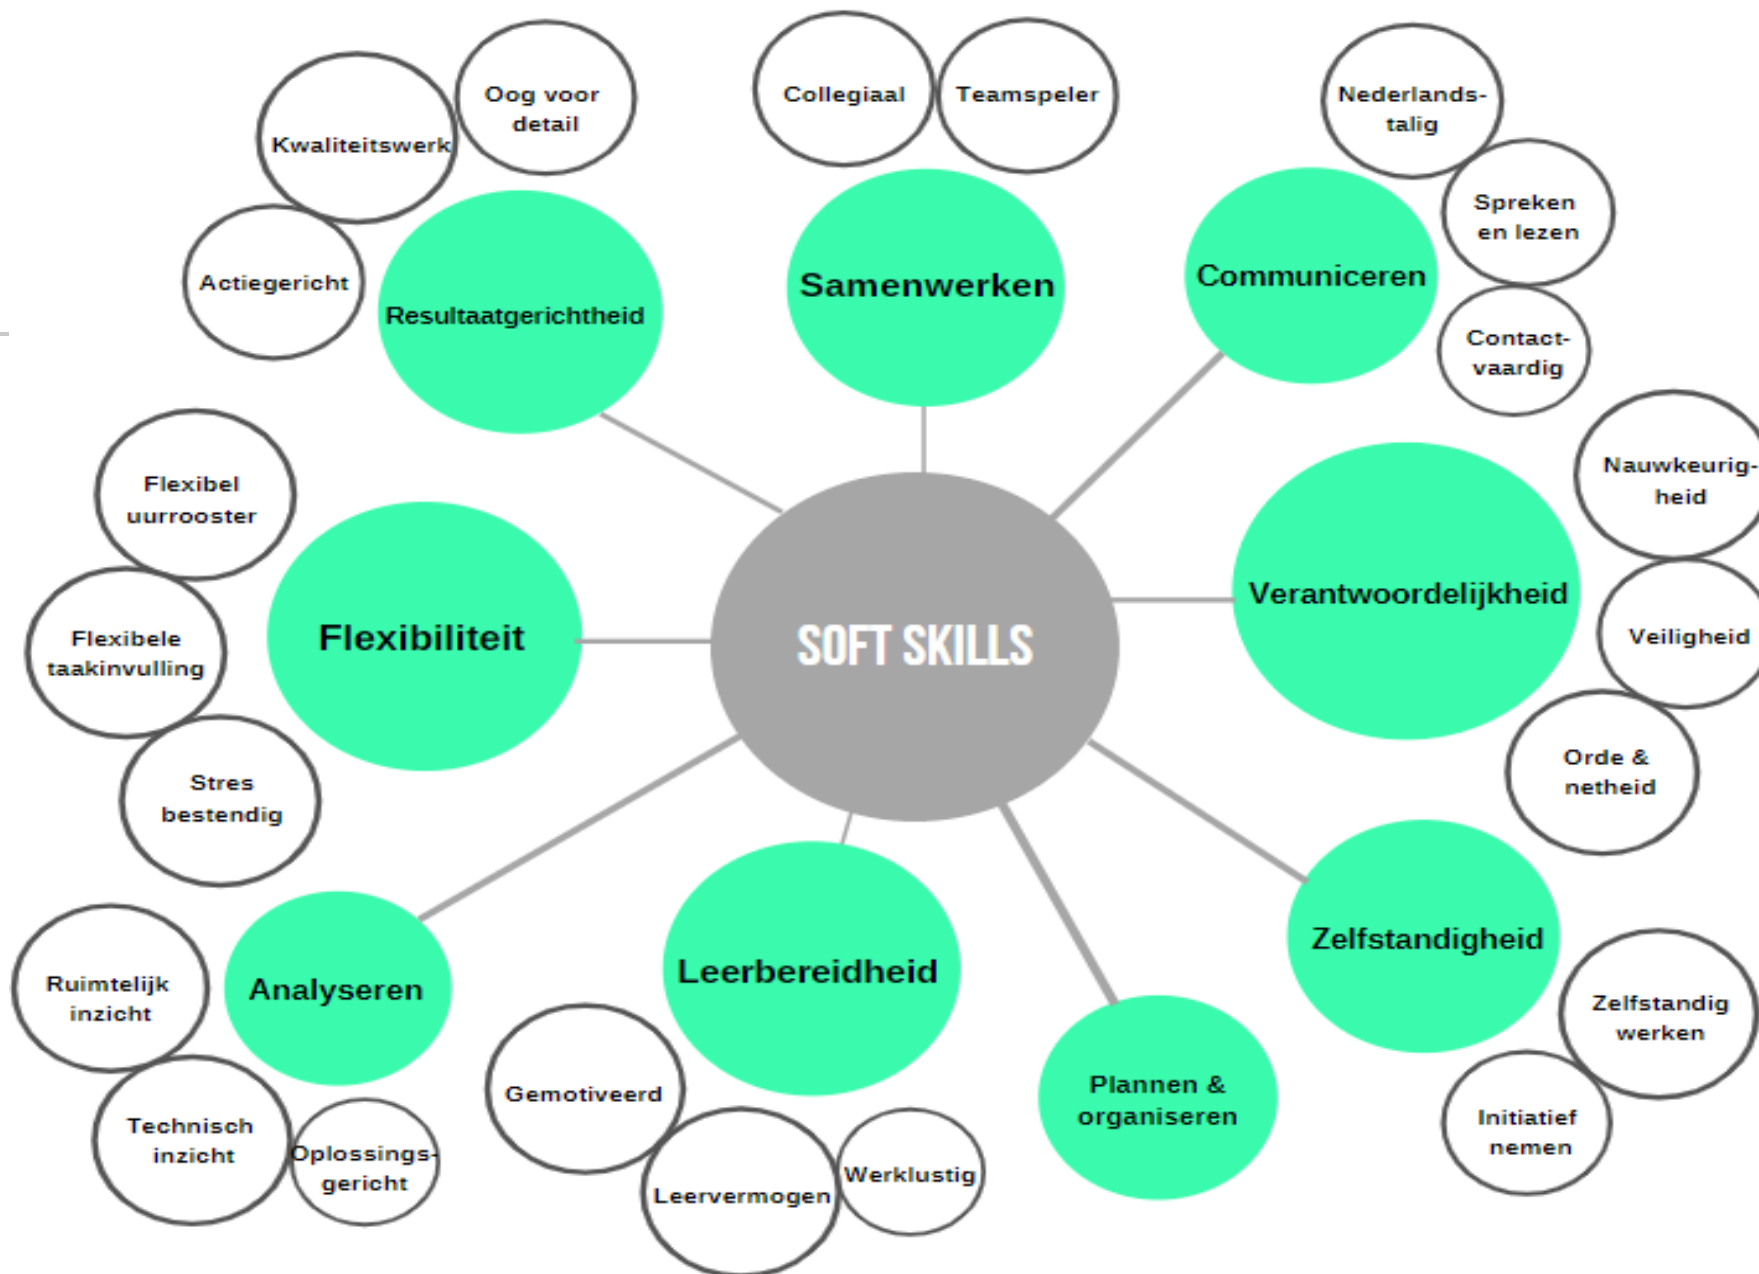 Oog voor
detail
Kwaliteitswerk
Actiegericht
Resultaatgerichtheid
Collegiaal
Teamspeler
Samenwerken
Nederlands-
talig
Spreken
en lezen
Contact-
vaardig
Communiceren
Nauwkeurig-
heid
Veiligheid
Orde &
netheid
Verantwoordelijkheid
Flexibel
uurrooster
Flexibele
taakinvulling
Stres
bestendig
Flexibiliteit
SOFT SKILLS
Zelfstandigheid
Zelfstandig
werken
Initiatief
nemen
Analyseren
Ruimtelijk
inzicht
Technisch
inzicht
Oplossings-
gericht
Leerbereidheid
Gemotiveerd
Leervermogen
Werklustig
Plannen &
organiseren